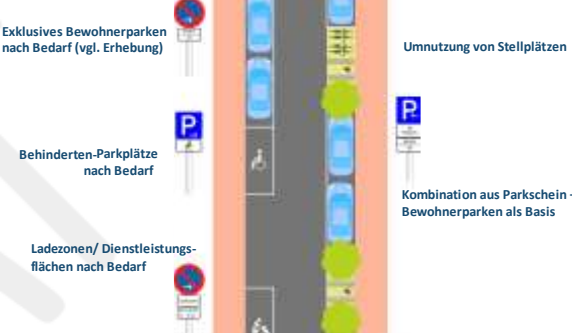 Exklusives Bewohnerparken
nach Bedarf (vgl. Erhebung)
Umnutzung von Stellplätzen
P
P
Behinderten-Parkplätze
nach Bedarf
Kombination aus Parkschein -
Bewohnerparken als Basis
Ladezonen/ Dienstleistungs-
flächen nach Bedarf